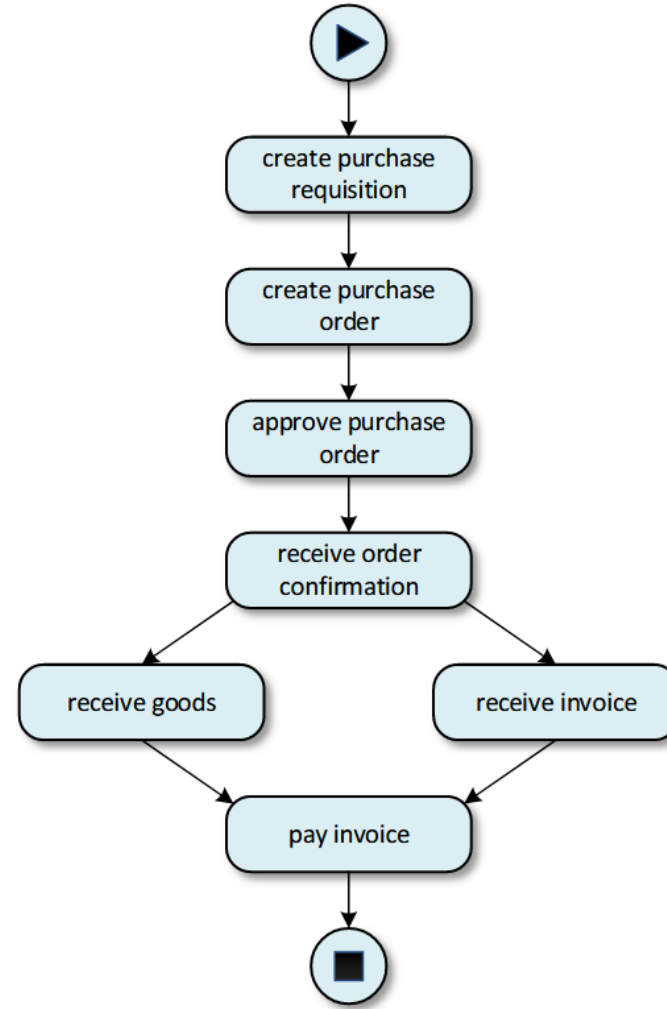 create purchase
requisition
create purchase
order
approve purchase
order
receive order
confirmation
receive goods
receive invoice
pay invoice